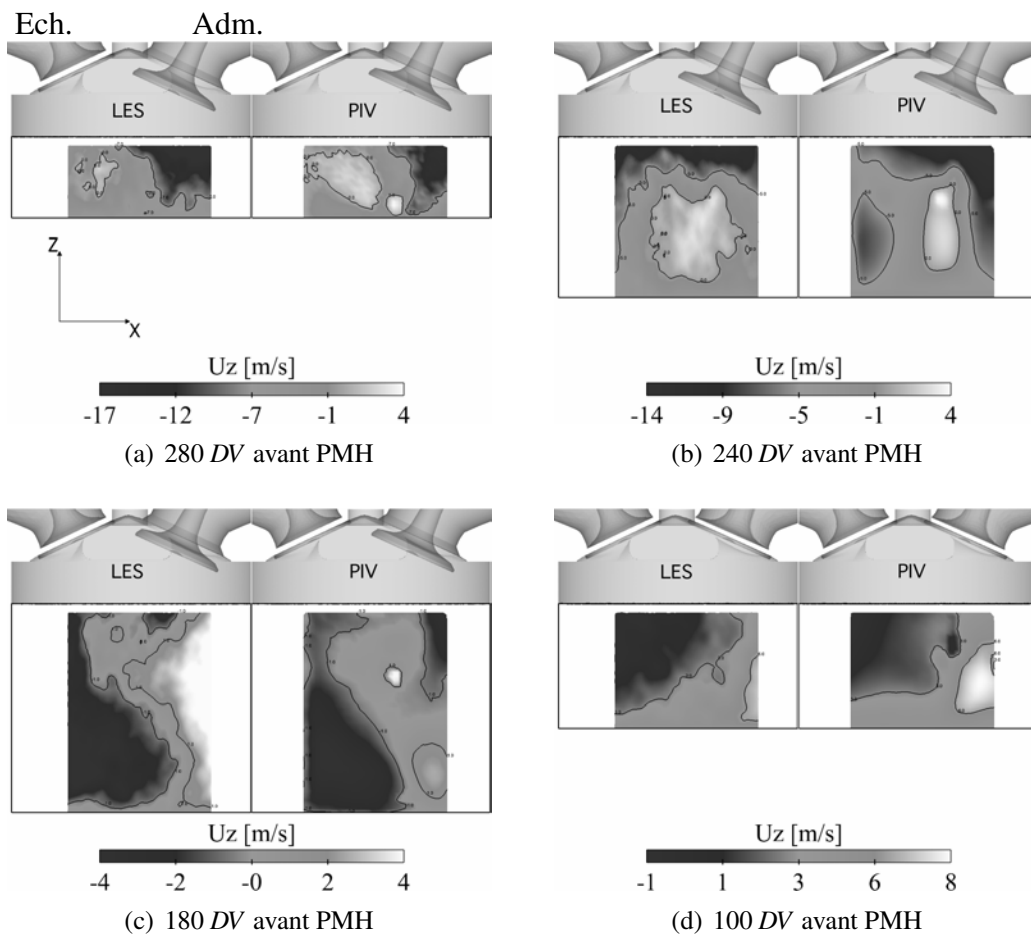 Ech. Adm.
LES PIV
LES PIV
Z
X
Uz [m/s]
-17 -12 -7 -1 4
(a) 280 DV avant PMH
Uz [m/s]
-14 -9 -5 -1 4
(b) 240 DV avant PMH
LES PIV
LES PIV
Uz [m/s]
-4 -2 -0 2 4
(c) 180 DV avant PMH
Uz [m/s]
-1 1 3 6 8
(d) 100 DV avant PMH